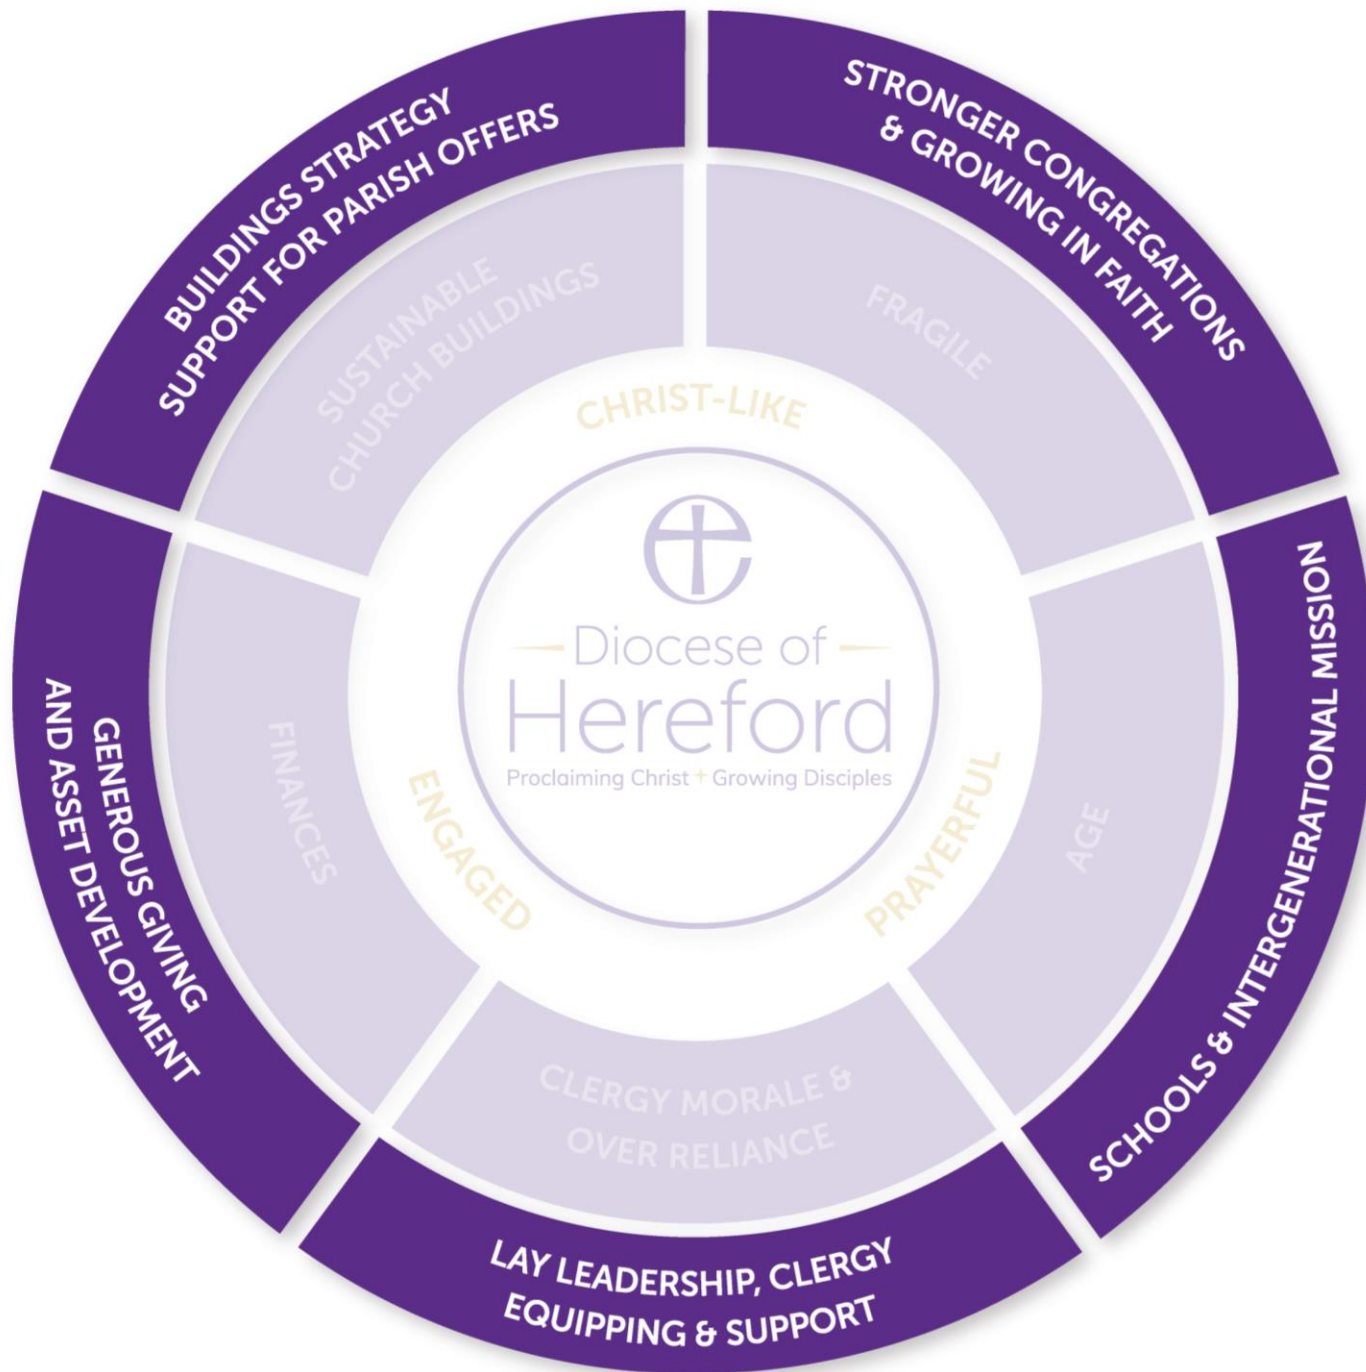 BUILDINGS STRATEGY
SUPPORT FOR PARISH OFFERS
STRONGER CONGREGATIONS
& GROWING IN FAITH
SCHOOLS & INTERGENERATIONAL MISSION
LAY LEADERSHIP, CLERGY
EQUIPPING & SUPPORT
GENEROUS GIVING
AND ASSET DEVELOPMENT
SUSTAINABLE
CHURCH BUILDINGS
FRAGILE
AGE
CLERGY MORALE &
OVER RELIANCE
FINANCES
CHRIST-LIKE
PRAYERFUL
ENGAGED
Diocese of
Hereford
Proclaiming Christ + Growing Disciples